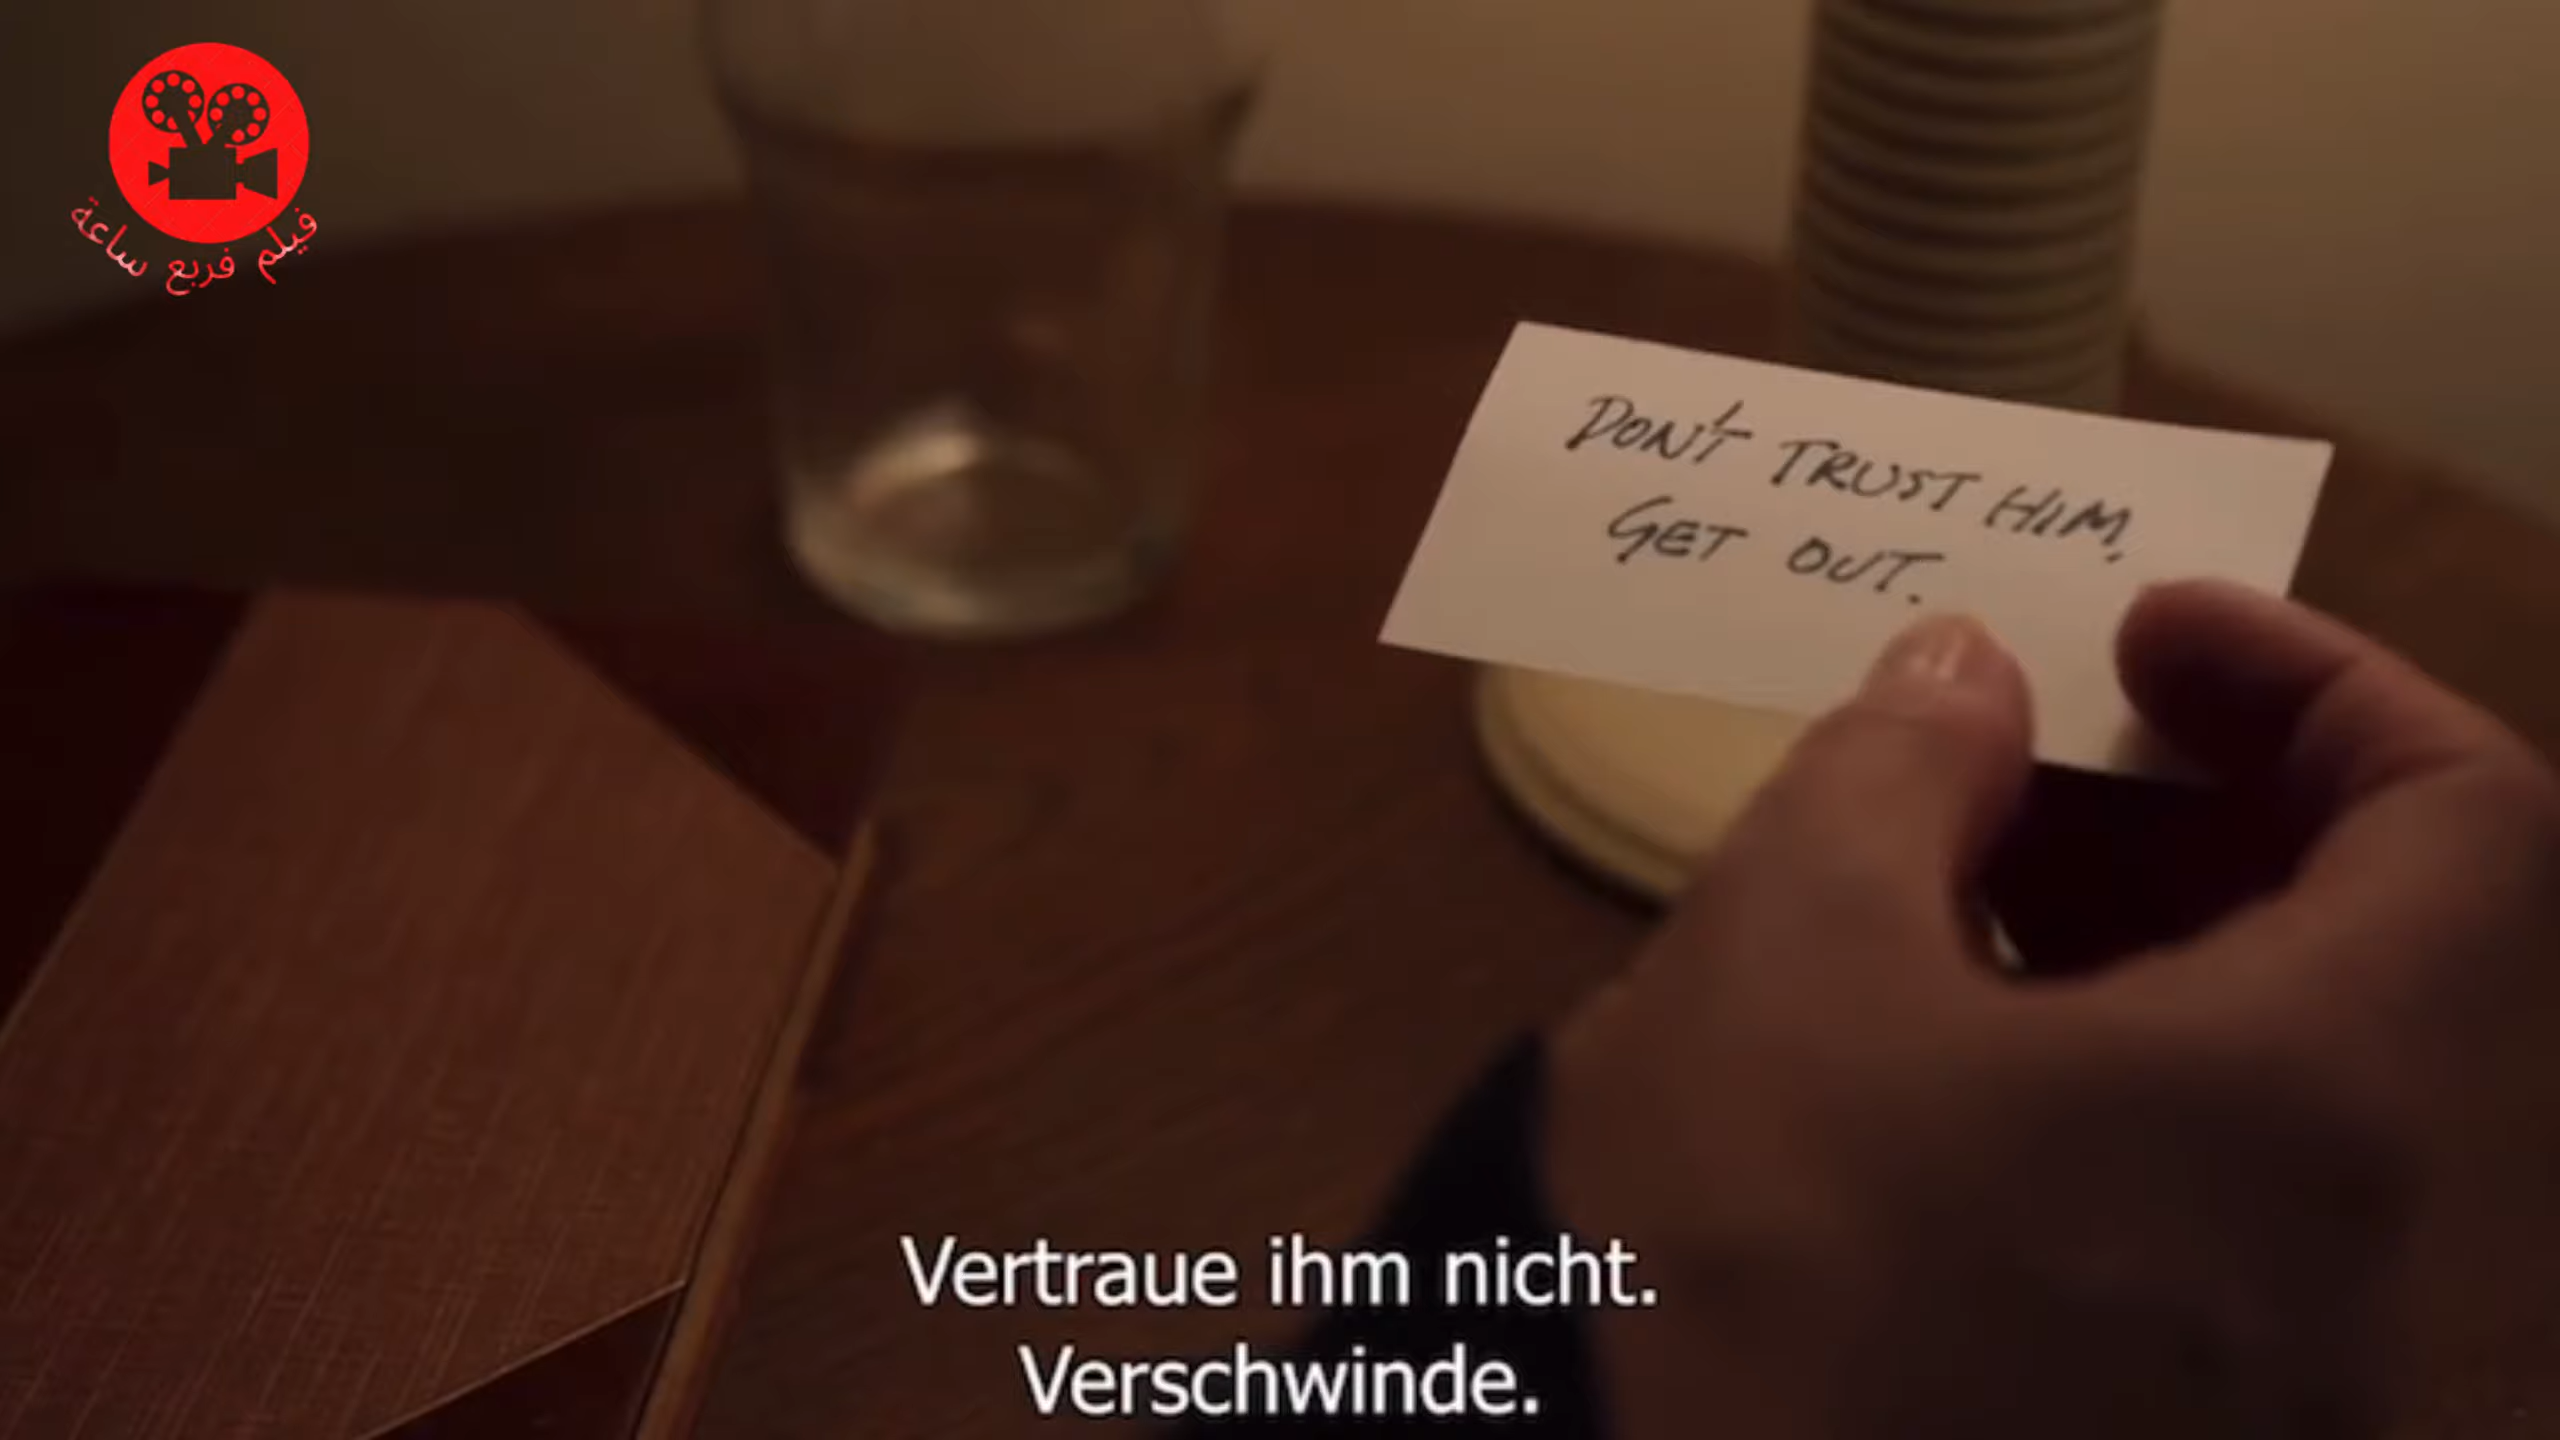 فيلم فربع ساعة
DON'T TRUST HIM,
GET OUT.
Vertraue ihm nicht.
Verschwinde.